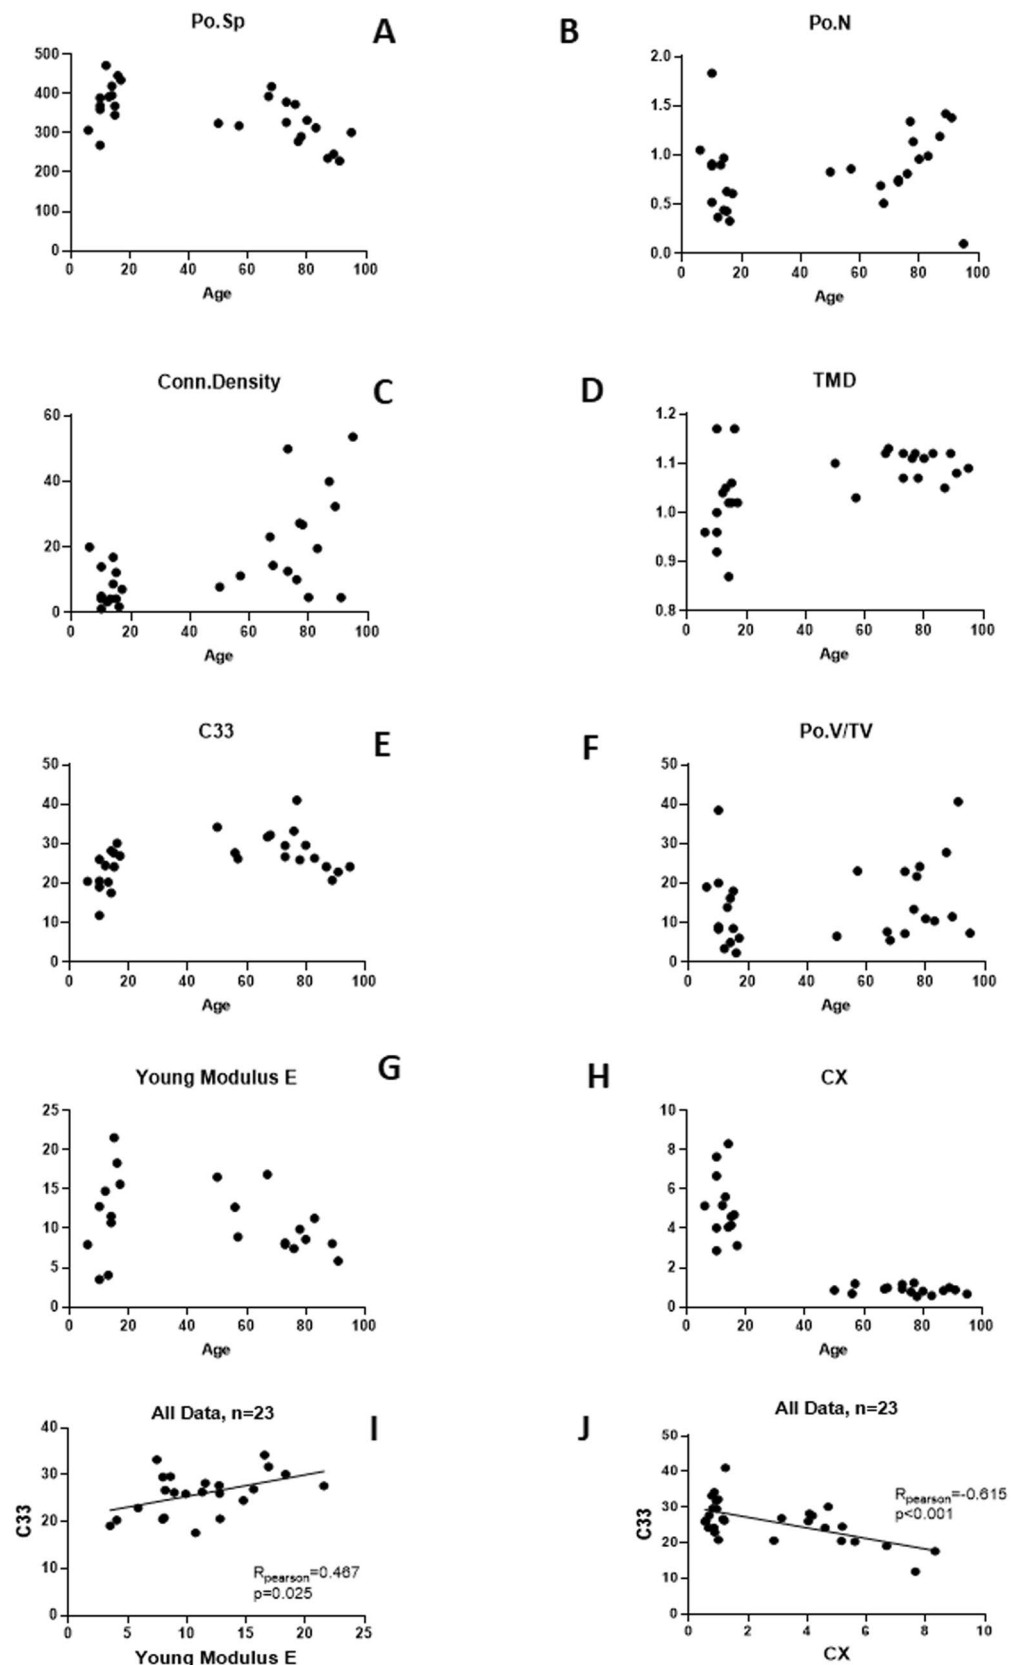 Po.Sp
A
500
400
300
200
100
0
0 20 40 60 80 100
Age
B
Po.N
2.0
1.5
1.0
0.5
0.0
0 20 40 60 80 100
Age
Conn.Density
C
60
40
20
0
0 20 40 60 80 100
Age
D
TMD
1.2
1.1
1.0
0.9
0.8
0 20 40 60 80 100
Age
C33
E
50
40
30
20
10
0
0 20 40 60 80 100
Age
F
Po.V/TV
50
40
30
20
10
0
0 20 40 60 80 100
Age
Young Modulus E
G
25
20
15
10
5
0
0 20 40 60 80 100
Age
H
CX
10
8
6
4
2
0
0 20 40 60 80 100
Age
All Data, n=23
I
C33
40
30
20
10
0
Rpearson=0.467
p=0.025
0 5 10 15 20 25
Young Modulus E
J
All Data, n=23
C33
50
40
30
20
10
0
Rpearson=-0.615
p<0.001
0 2 4 6 8 10
CX